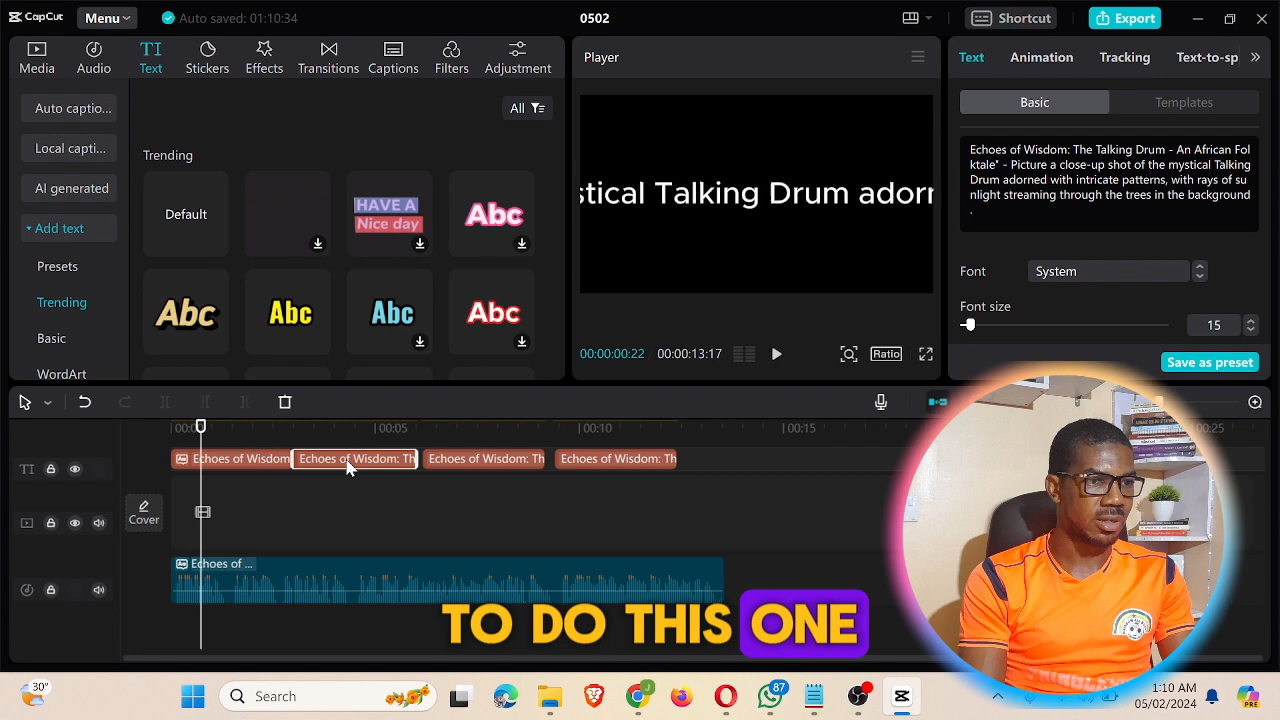 CapCut
Menu
Auto saved: 01:10:34
0502
Shortcut
Export
Media
Audio
TI
Text
Stickers
Effects
Transitions
Captions
Filters
Adjustment
Player
Text
Animation
Tracking
Text-to-sp
Auto captio...
Local capti...
AI generated
Add text
Presets
Trending
Basic
WordArt
All
Trending
Default
HAVE A
Nice day
Abc
Abc
Abc
Abc
Abc
stical Talking Drum adorn
00:00:00:22
00:00:13:17
Ratio
Basic
Templates
Echoes of Wisdom: The Talking Drum - An African Fol
ktale" - Picture a close-up shot of the mystical Talking
Drum adorned with intricate patterns, with rays of su
nlight streaming through the trees in the background
.
Font
System
Font size
15
Save as preset
00:05
00:10
00:15
00:25
TI
Echoes of Wisdom
Echoes of Wisdom: Th
Echoes of Wisdom: Th
Echoes of Wisdom: Th
Cover
Echoes of ...
TO DO THIS ONE
30°
Search
87
1:10 AM
05/02/2024
PRE